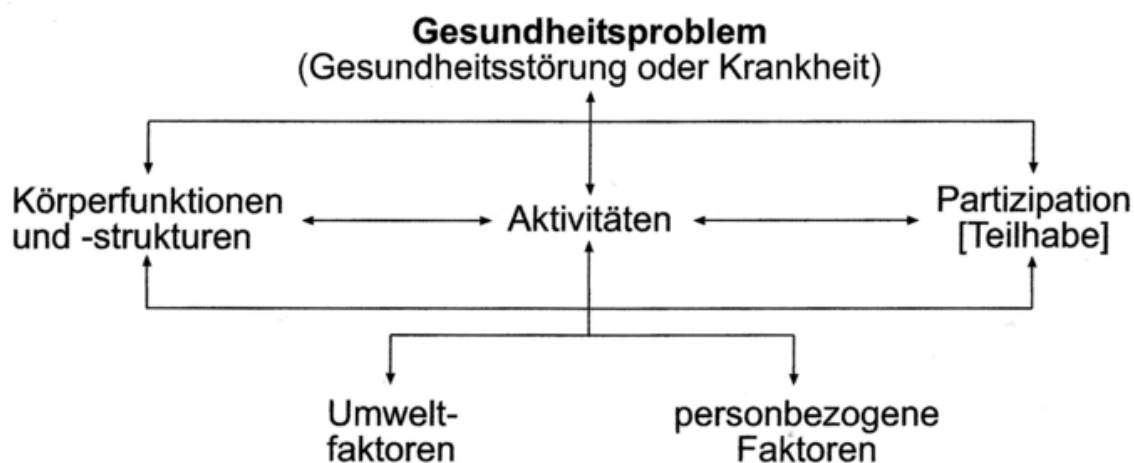 Gesundheitsproblem
(Gesundheitsstörung oder Krankheit)
Körperfunktionen
und -strukturen
Aktivitäten
Partizipation
[Teilhabe]
Umwelt-
faktoren
personbezogene
Faktoren